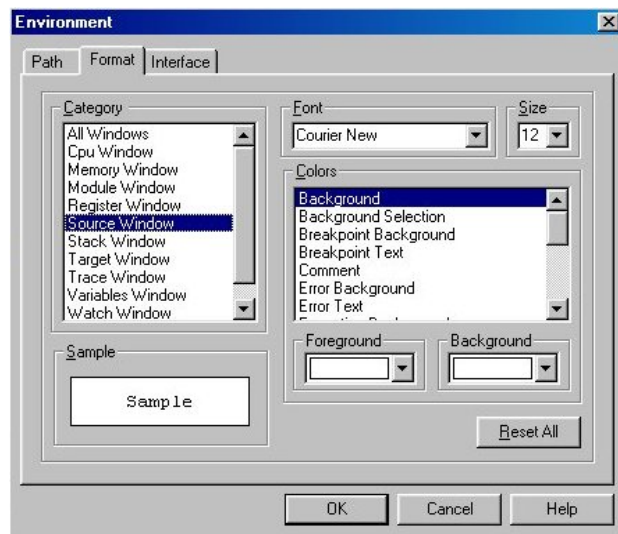 Environment
Path Format Interface
Category
All Windows
Cpu Window
Memory Window
Module Window
Register Window
Source Window
Stack Window
Target Window
Trace Window
Variables Window
Watch Window
Font
Courier New
Size
12
Colors
Background
Background Selection
Breakpoint Background
Breakpoint Text
Comment
Error Background
Error Text
Foreground
Background
Sample
Sample
Reset All
OK Cancel Help